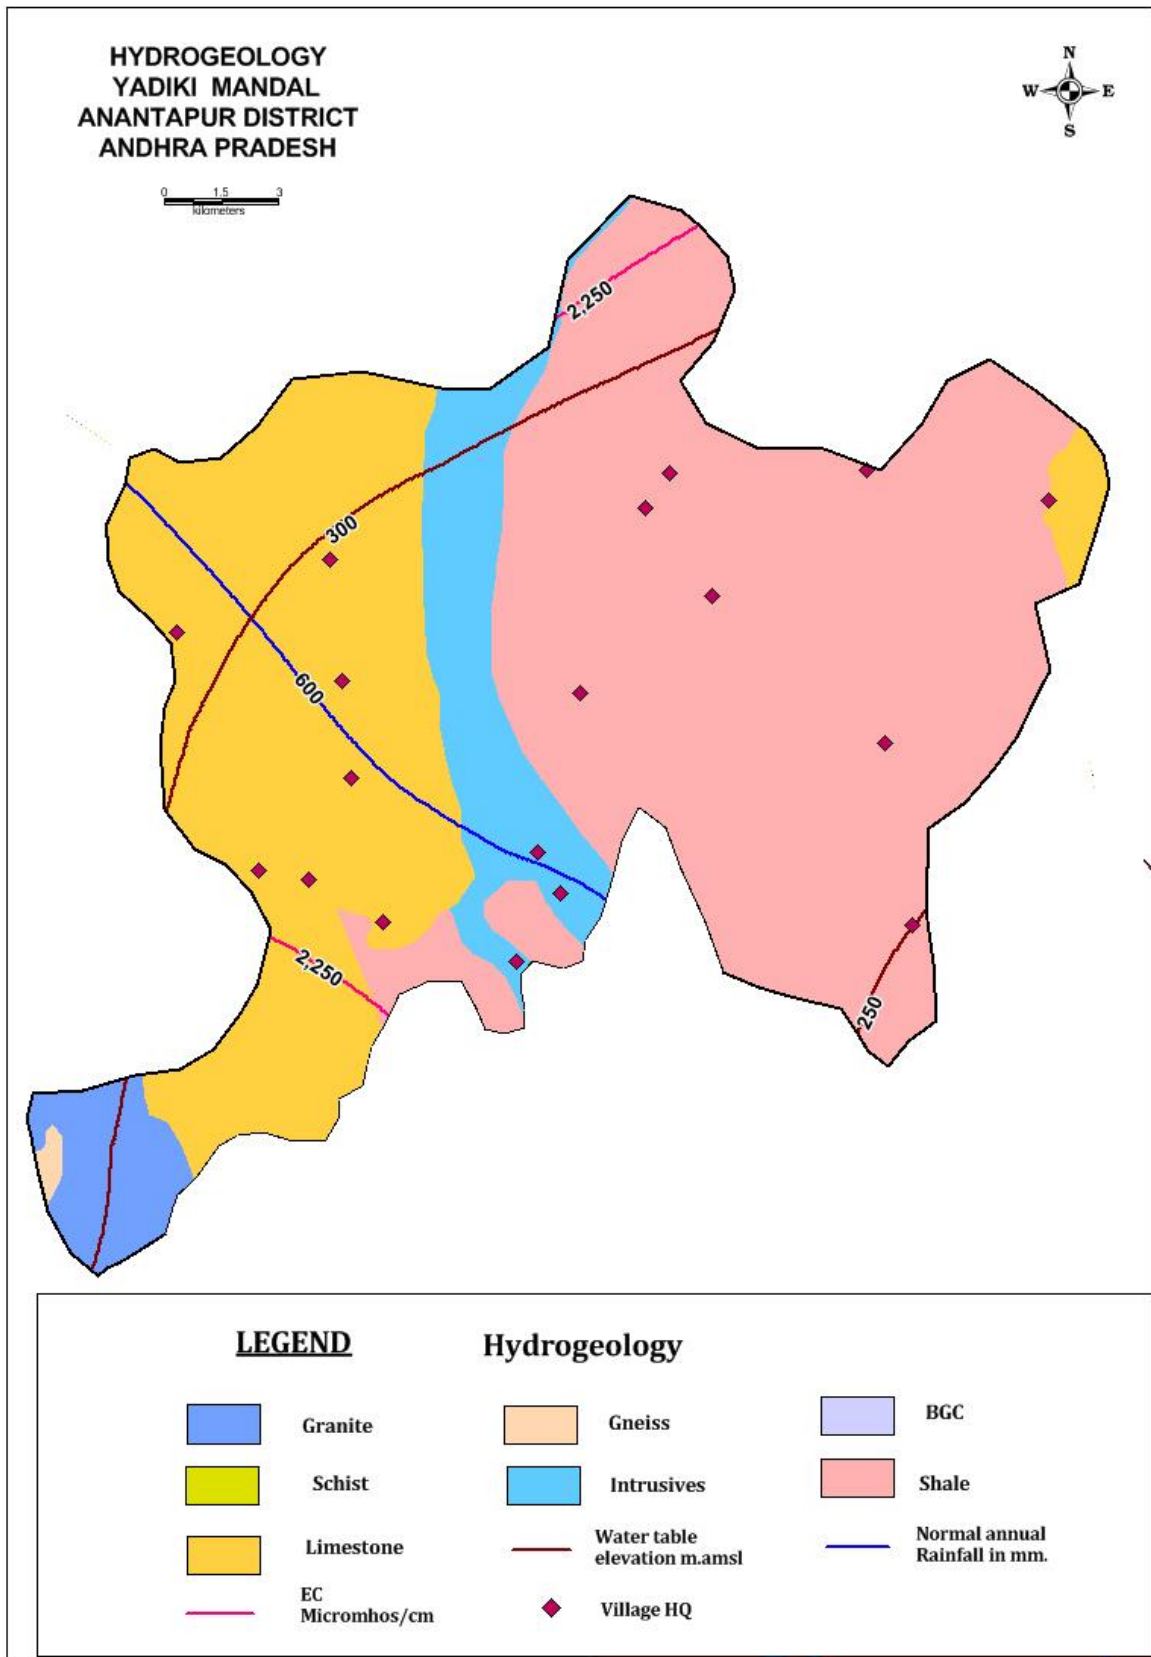 HYDROGEOLOGY
YADIKI MANDAL
ANANTAPUR DISTRICT
ANDHRA PRADESH
N
W E
S
0 1.5 3
kilometers
2,250
300
600
2,250
250
LEGEND Hydrogeology
Granite Gneiss BGC
Schist Intrusives Shale
Limestone
Water table
elevation m.amsl
Normal annual
Rainfall in mm.
EC
Micromhos/cm
Village HQ